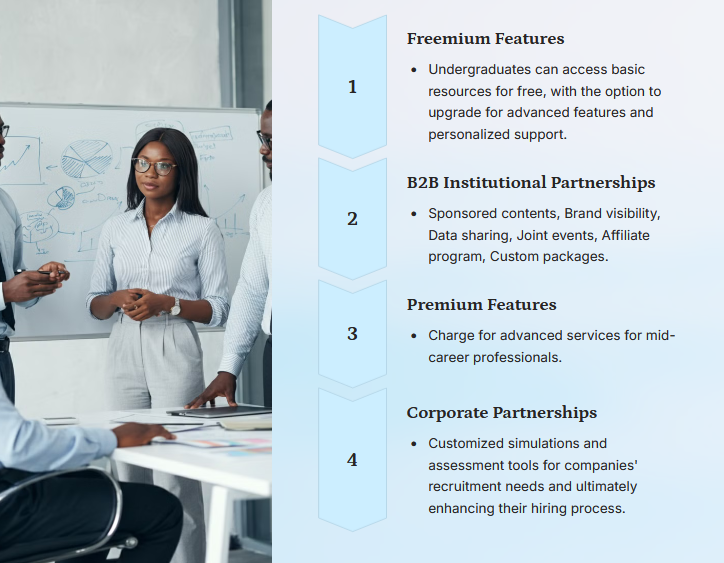 1
Freemium Features
• Undergraduates can access basic
resources for free, with the option to
upgrade for advanced features and
personalized support.
2
B2B Institutional Partnerships
• Sponsored contents, Brand visibility,
Data sharing, Joint events, Affiliate
program, Custom packages.
3
Premium Features
• Charge for advanced services for mid-
career professionals.
4
Corporate Partnerships
• Customized simulations and
assessment tools for companies'
recruitment needs and ultimately
enhancing their hiring process.